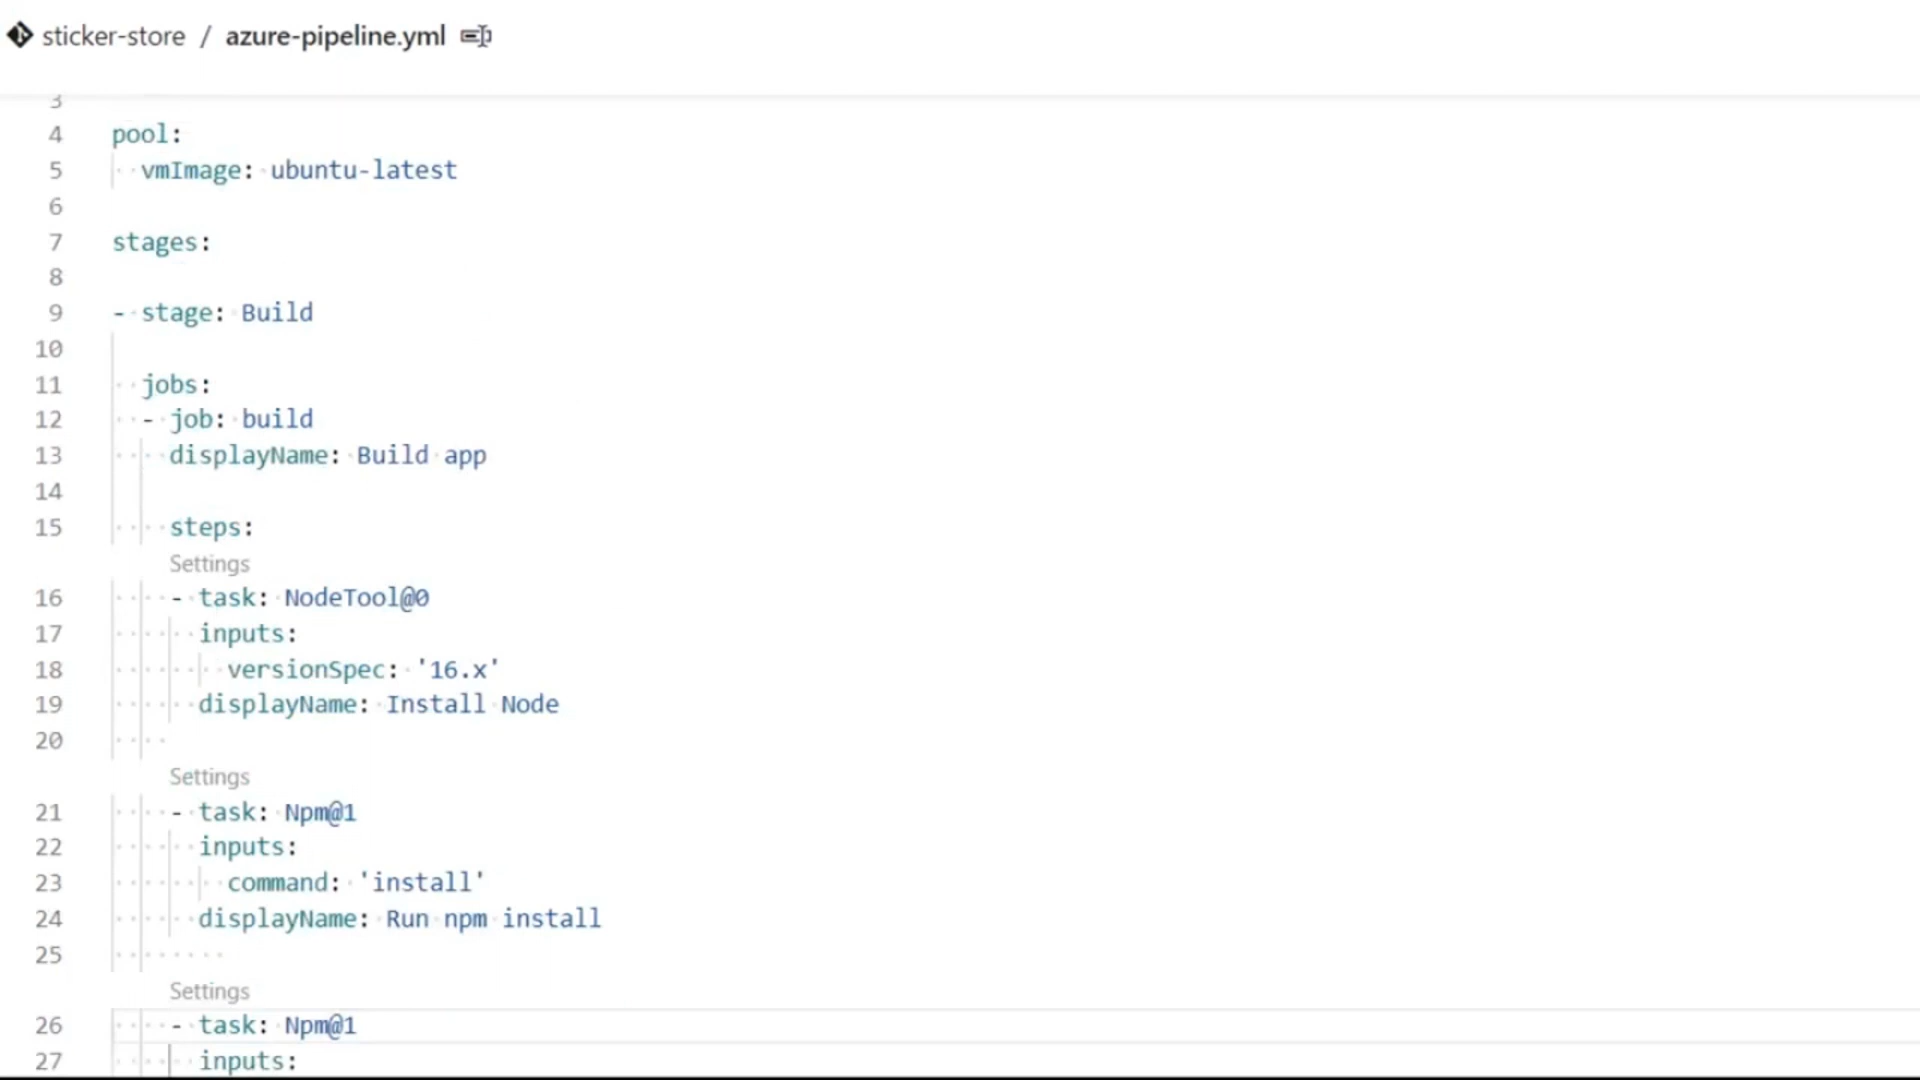 sticker-store / azure-pipeline.yml
3
4 pool:
5   vmImage: ubuntu-latest
6
7 stages:
8
9 - stage: Build
10
11   jobs:
12   - job: build
13     displayName: Build app
14
15     steps:
Settings
16     - task: NodeTool@0
17       inputs:
18         versionSpec: '16.x'
19       displayName: Install Node
20
Settings
21     - task: Npm@1
22       inputs:
23         command: 'install'
24       displayName: Run npm install
25
Settings
26     - task: Npm@1
27       inputs: